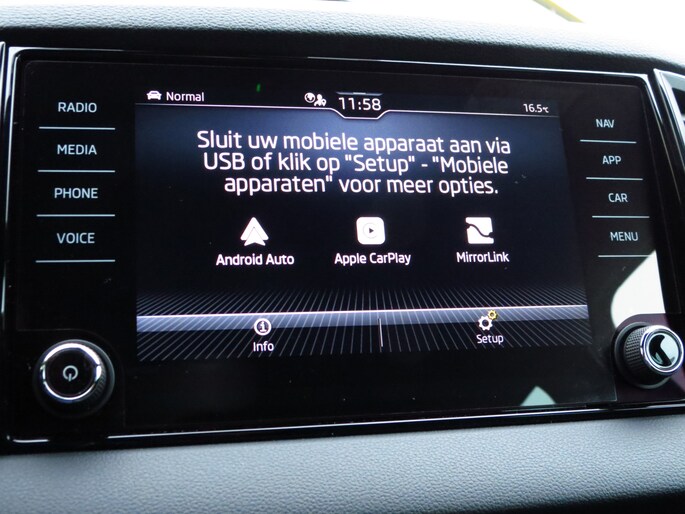 RADIO
MEDIA
PHONE
VOICE
Normal
11:58
16.5°C
Sluit uw mobiele apparaat aan via
USB of klik op "Setup" - "Mobiele
apparaten" voor meer opties.
Android Auto
Apple CarPlay
MirrorLink
Info
Setup
NAV
APP
CAR
MENU